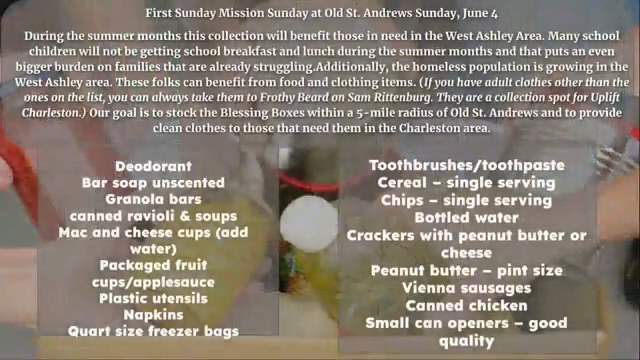 First Sunday Mission Sunday at Old St. Andrews Sunday, June 4
During the summer months this collection will benefit those in need in the West Ashley Area. Many school
children will not be getting school breakfast and lunch during the summer months and that puts an even
bigger burden on families that are already struggling.Additionally, the homeless population is growing in the
West Ashley area. These folks can benefit from food and clothing items. (If you have adult clothes other than the
ones on the list, you can always take them to Frothy Beard on Sam Rittenburg. They are a collection spot for Uplift
Charleston.) Our goal is to stock the Blessing Boxes within a 5-mile radius of Old St. Andrews and to provide
clean clothes to those that need them in the Charleston area.
Deodorant
Bar soap unscented
Granola bars
canned ravioli & soups
Mac and cheese cups (add
water)
Packaged fruit
cups/applesauce
Plastic utensils
Napkins
Quart size freezer bags
Toothbrushes/toothpaste
Cereal – single serving
Chips – single serving
Bottled water
Crackers with peanut butter or
cheese
Peanut butter – pint size
Vienna sausages
Canned chicken
Small can openers – good
quality